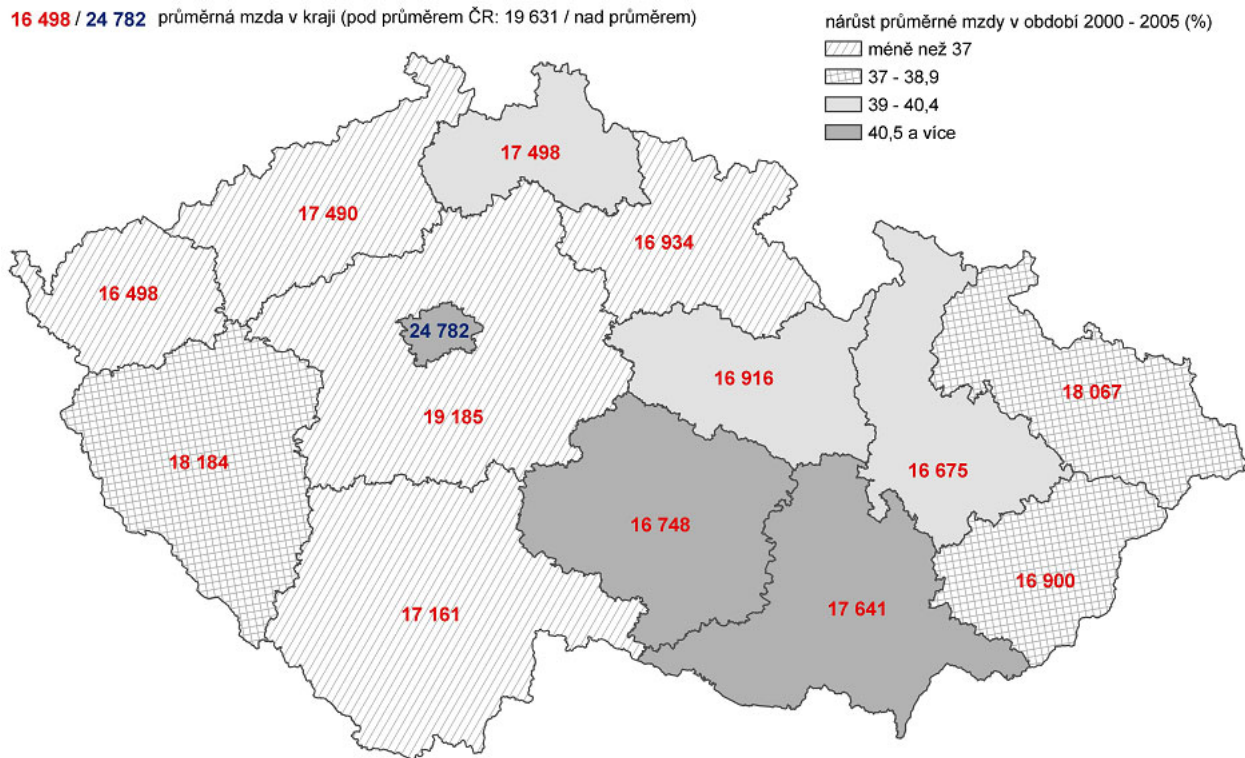 16 498 / 24 782 průměrná mzda v kraji (pod průměrem ČR: 19 631 / nad průměrem)
nárůst průměrné mzdy v období 2000 - 2005 (%)
méně než 37
37 - 38,9
39 - 40,4
40,5 a více
17 498
17 490
16 934
16 498
24 782
16 916
18 067
19 185
18 184
16 675
16 748
16 900
17 161
17 641